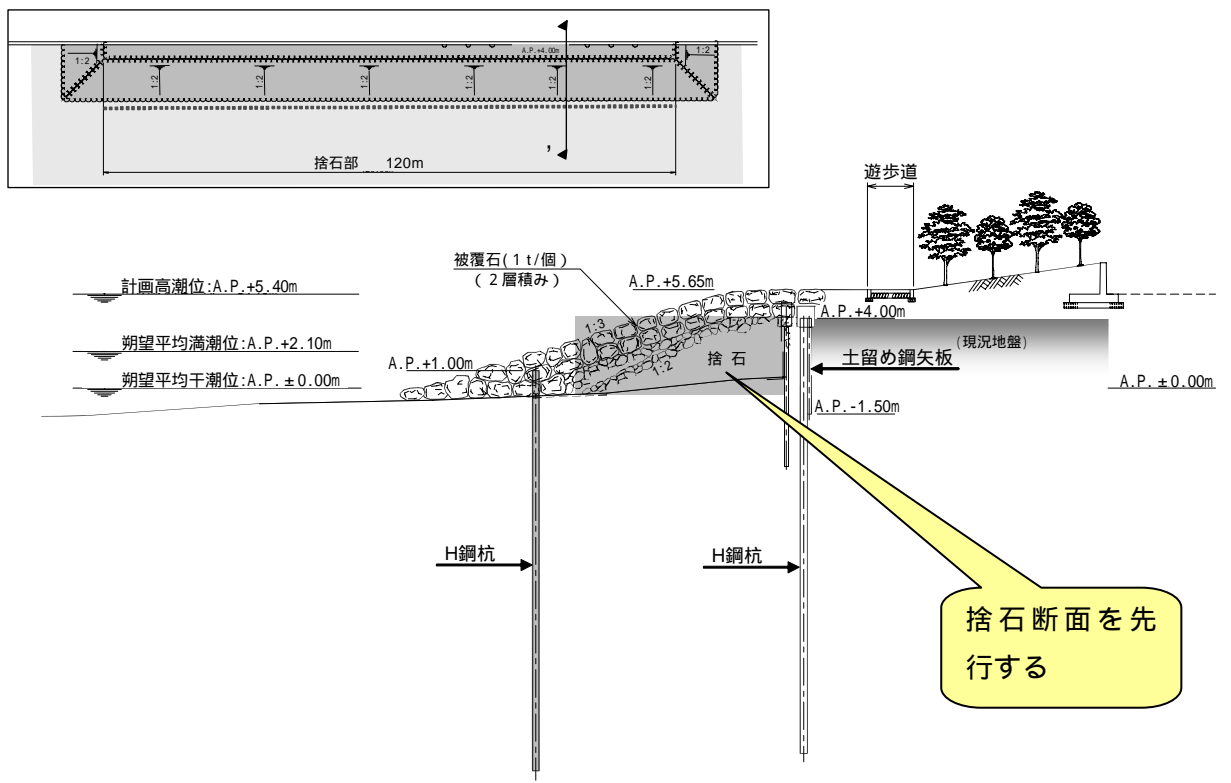 A.P.+4.00m
1:2
1:2
1:2
1:2
1:2
1:2
1:2
1:2
1:2
1:2
,
捨石部 120m
遊歩道
被覆石(1t/個)
(2層積み)
計画高潮位:A.P.+5.40m
A.P.+5.65m
A.P.+4.00m
1:3
(現況地盤)
朔望平均満潮位:A.P.+2.10m
捨石
土留め鋼矢板
A.P.+1.00m
1:2
朔望平均干潮位:A.P.±0.00m
A.P.±0.00m
A.P.-1.50m
H鋼杭
H鋼杭
捨石断面を先
行する